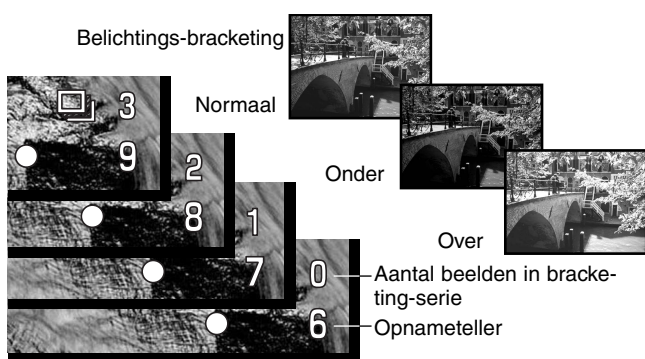 Belichtings-bracketing
Normaal
3
9
2
8
Onder
1
7
Over
0
Aantal beelden in bracke-
ting-serie
6
Opnameteller